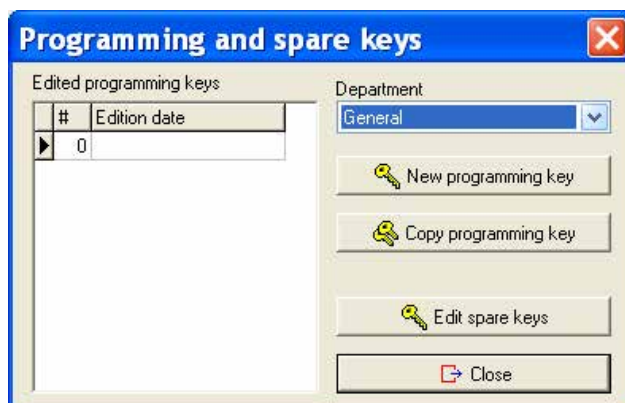 Programming and spare keys
Edited programming keys
# Edition date
0
Department
General
New programming key
Copy programming key
Edit spare keys
Close